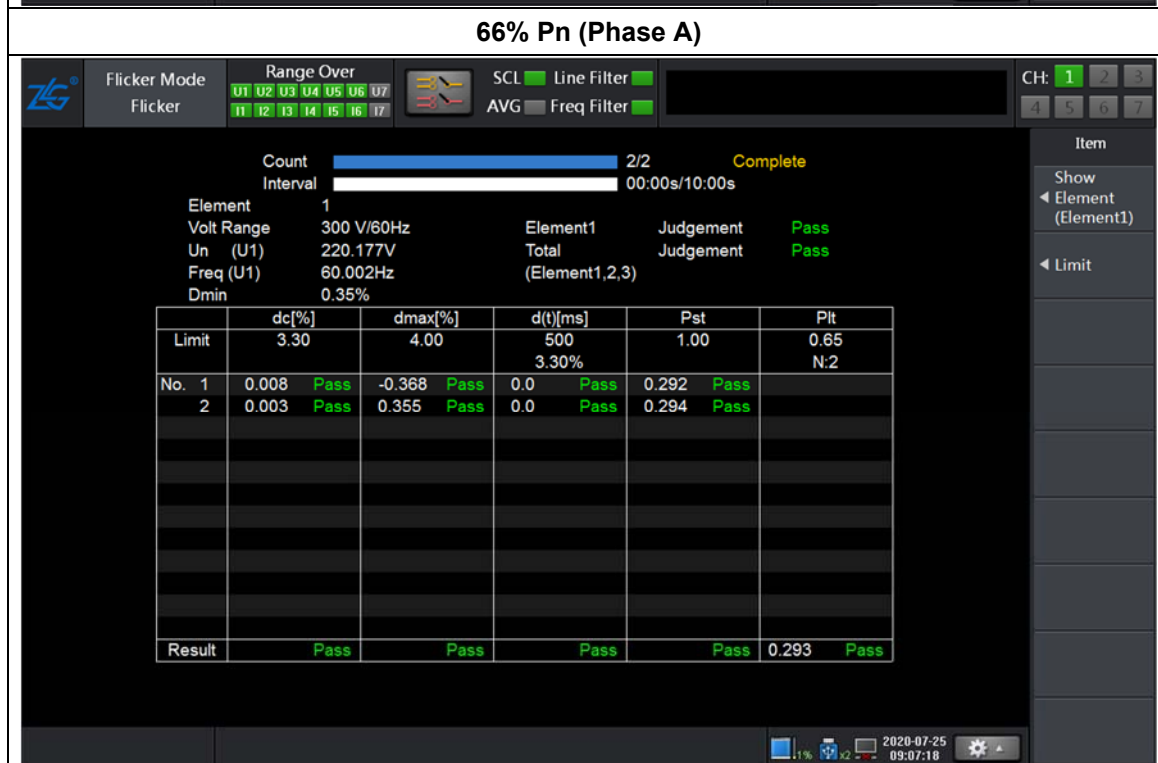 66% Pn (Phase A)
ZLG®
Flicker Mode
Flicker
Range Over
U1 U2 U3 U4 U5 U6 U7
I1 I2 I3 I4 I5 I6 I7
SCL Line Filter
AVG Freq Filter
CH: 1 2 3
4 5 6 7
Count 2/2 Complete
Interval 00:00s/10:00s
Element 1
Volt Range 300 V/60Hz Element1 Judgement Pass
Un (U1) 220.177V Total Judgement Pass
Freq (U1) 60.002Hz (Element1,2,3)
Dmin 0.35%
dc[%] dmax[%] d(t)[ms] Pst Plt
Limit 3.30 4.00 500 1.00 0.65
3.30% N:2
No. 1 0.008 Pass -0.368 Pass 0.0 Pass 0.292 Pass
2 0.003 Pass 0.355 Pass 0.0 Pass 0.294 Pass
Result Pass Pass Pass Pass 0.293 Pass
Item
Show
Element
(Element1)
Limit
1% x2 2020-07-25
09:07:18